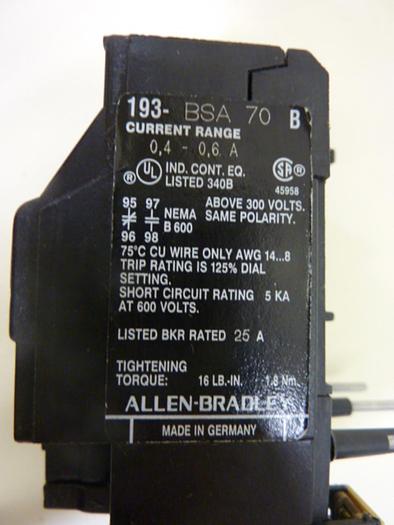 193- BSA 70 B
CURRENT RANGE
0,4 - 0,6 A
UL IND. CONT. EQ.
® LISTED 340B
SA ®
45958
95 97 ABOVE 300 VOLTS.
NEMA SAME POLARITY.
B 600
96 98
75°C CU WIRE ONLY AWG 14...8
TRIP RATING IS 125% DIAL
SETTING.
SHORT CIRCUIT RATING 5 KA
AT 600 VOLTS.
LISTED BKR RATED 25 A
TIGHTENING
TORQUE: 16 LB.-IN. 1.8 Nm.
ALLEN-BRADLEY
MADE IN GERMANY